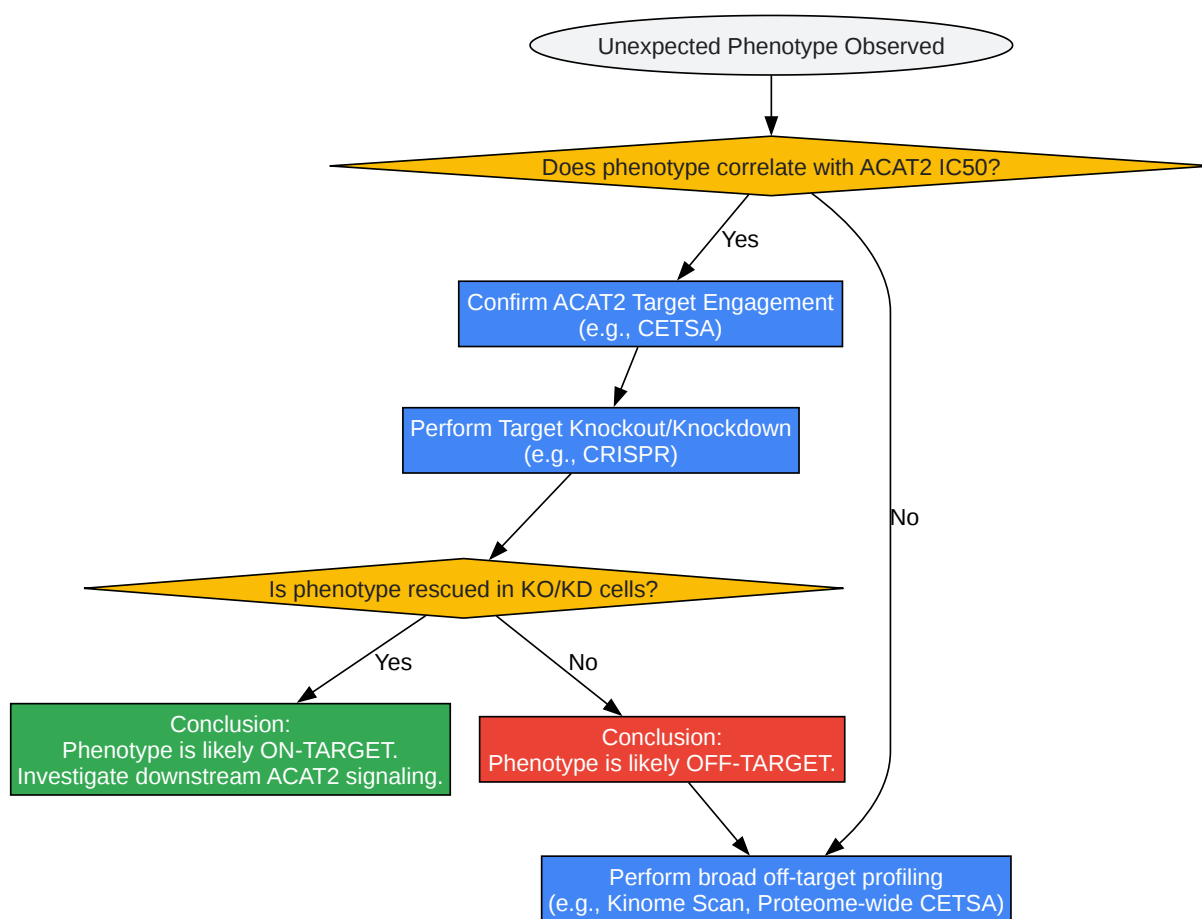 Unexpected Phenotype Observed
Does phenotype correlate with ACAT2 IC50?
Yes
Confirm ACAT2 Target Engagement
(e.g., CETSA)
Perform Target Knockout/Knockdown
(e.g., CRISPR)
No
Is phenotype rescued in KO/KD cells?
Yes
No
Conclusion:
Phenotype is likely ON-TARGET.
Investigate downstream ACAT2 signaling.
Conclusion:
Phenotype is likely OFF-TARGET.
Perform broad off-target profiling
(e.g., Kinome Scan, Proteome-wide CETSA)